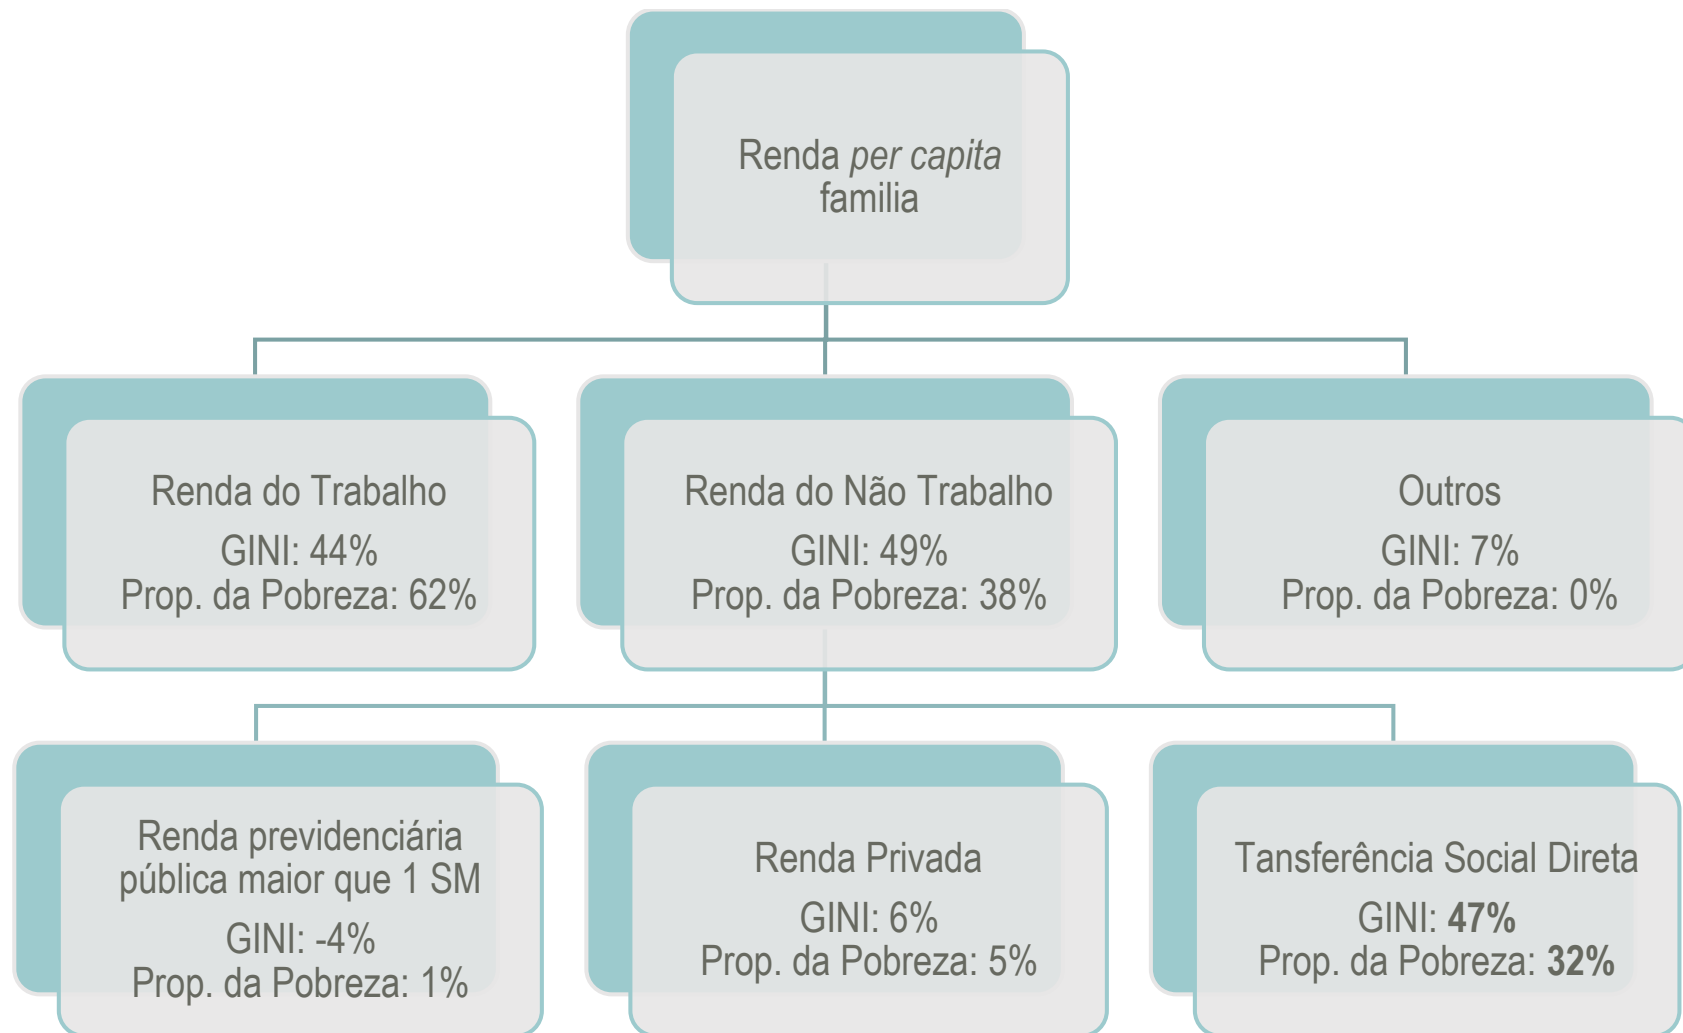 Renda per capita
familia
Renda do Trabalho
GINI: 44%
Prop. da Pobreza: 62%
Renda do Não Trabalho
GINI: 49%
Prop. da Pobreza: 38%
Outros
GINI: 7%
Prop. da Pobreza: 0%
Renda previdenciária
pública maior que 1 SM
GINI: -4%
Prop. da Pobreza: 1%
Renda Privada
GINI: 6%
Prop. da Pobreza: 5%
Tansferência Social Direta
GINI: 47%
Prop. da Pobreza: 32%